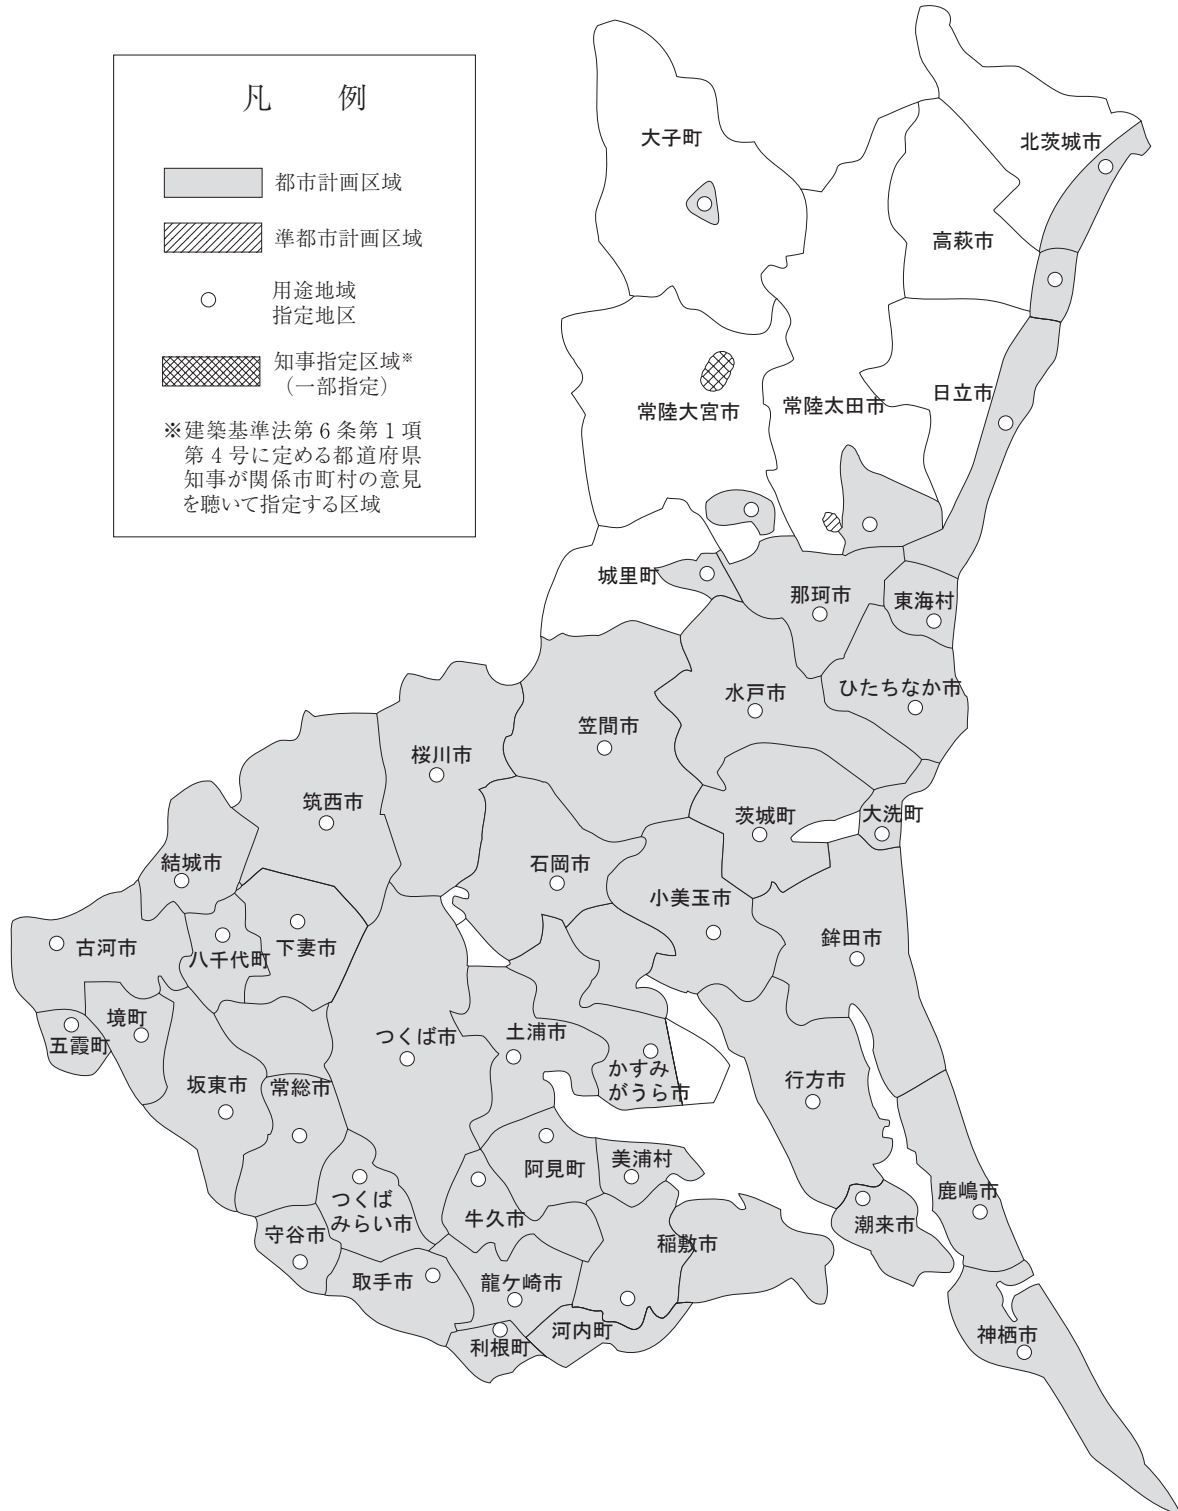 凡 例
都市計画区域
準都市計画区域
用途地域
指定地区
知事指定区域※
(一部指定)
※建築基準法第6条第1項
第4号に定める都道府県
知事が関係市町村の意見
を聴いて指定する区域
大子町
北茨城市
高萩市
日立市
常陸大宮市
常陸太田市
城里町
那珂市
東海村
水戸市
ひたちなか市
笠間市
桜川市
筑西市
茨城町
大洗町
結城市
石岡市
小美玉市
鉾田市
古河市
八千代町
下妻市
境町
五霞町
つくば市
土浦市
かすみ
がうら市
行方市
坂東市
常総市
阿見町
美浦村
つくば
みらい市
牛久市
鹿嶋市
潮来市
守谷市
稲敷市
取手市
龍ケ崎市
河内町
利根町
神栖市